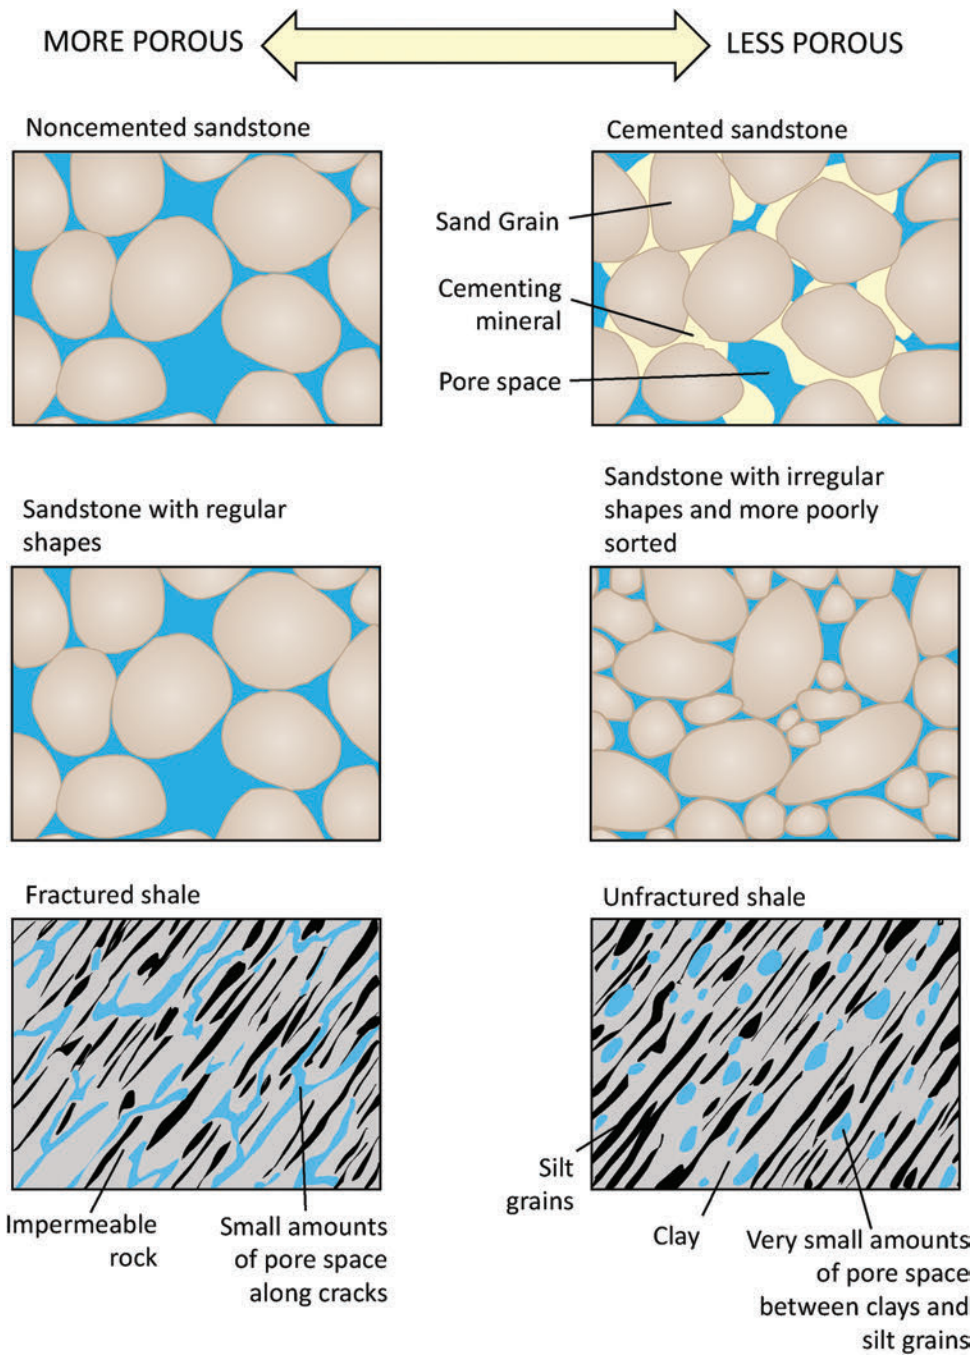 MORE POROUS
LESS POROUS
Noncemented sandstone
Cemented sandstone
Sand Grain
Cementing
mineral
Pore space
Sandstone with regular
shapes
Sandstone with irregular
shapes and more poorly
sorted
Fractured shale
Unfractured shale
Impermeable
rock
Small amounts
of pore space
along cracks
Silt
grains
Clay
Very small amounts
of pore space
between clays and
silt grains